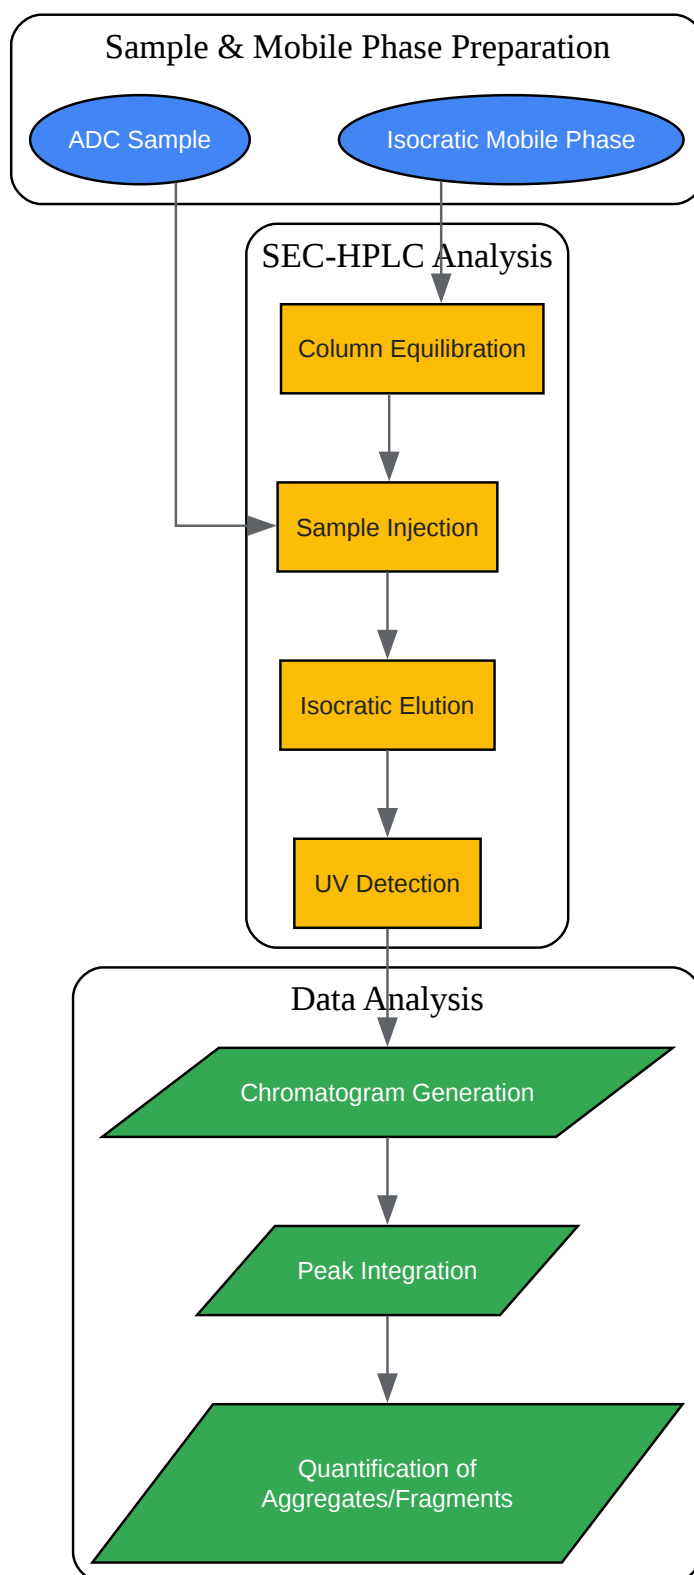 Sample & Mobile Phase Preparation
ADC Sample
Isocratic Mobile Phase
SEC-HPLC Analysis
Column Equilibration
Sample Injection
Isocratic Elution
UV Detection
Data Analysis
Chromatogram Generation
Peak Integration
Quantification of
Aggregates/Fragments